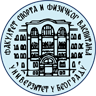 ФАКУЛТЕТ СПОРТА И ФИЗИЧКОГ ВАСПИТАЊА
УНИВЕРЗИТЕТ У БЕОГРАДУ